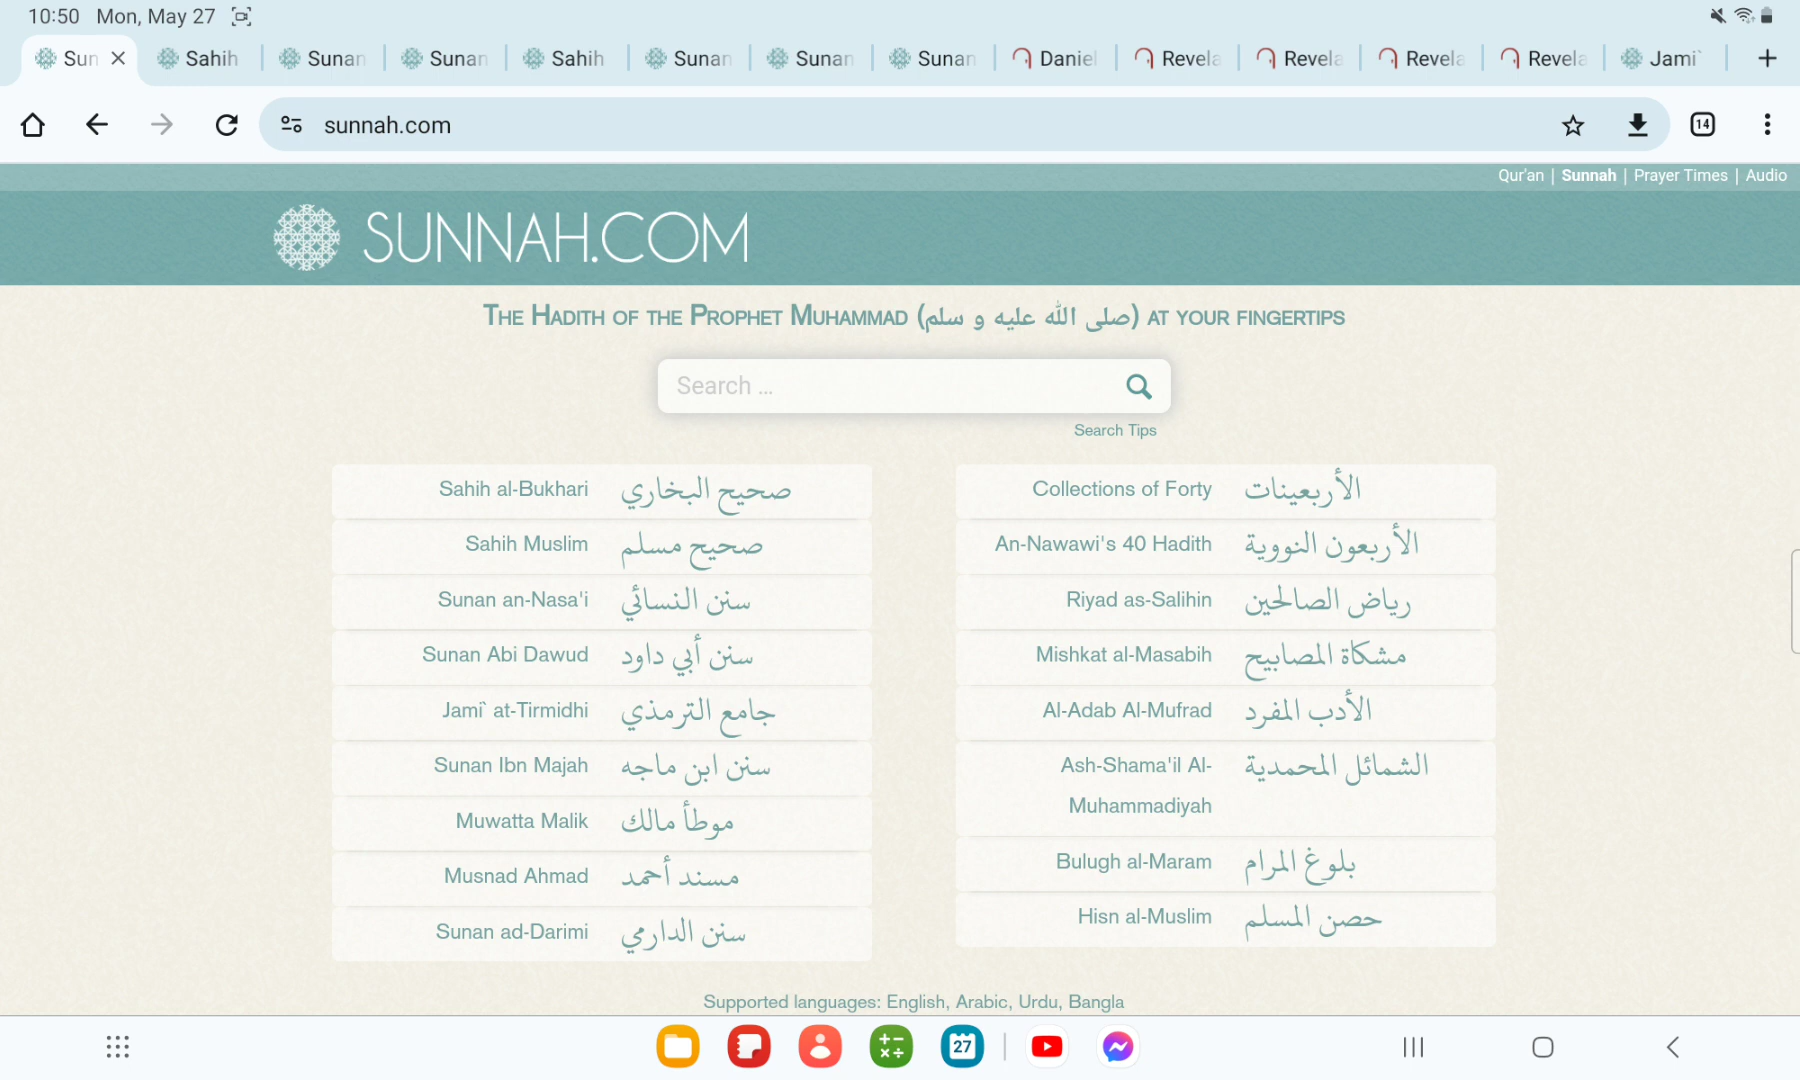 10:50 Mon, May 27
Sun Sahih Sunan Sunan Sahih Sunan Sunan Sunan Daniel Revela Revela Revela Revela Jami`
sunnah.com 14
Qur'an | Sunnah | Prayer Times | Audio
SUNNAH.COM
The Hadith of the Prophet Muhammad (صلى الله عليه و سلم) at your fingertips
Search ...
Search Tips
Sahih al-Bukhari صحيح البخاري
Sahih Muslim صحيح مسلم
Sunan an-Nasa'i سنن النسائي
Sunan Abi Dawud سنن أبي داود
Jami` at-Tirmidhi جامع الترمذي
Sunan Ibn Majah سنن ابن ماجه
Muwatta Malik موطأ مالك
Musnad Ahmad مسند أحمد
Sunan ad-Darimi سنن الدارمي
Collections of Forty الأربعينات
An-Nawawi's 40 Hadith الأربعون النووية
Riyad as-Salihin رياض الصالحين
Mishkat al-Masabih مشكاة المصابيح
Al-Adab Al-Mufrad الأدب المفرد
Ash-Shama'il Al- الشمائل المحمدية
Muhammadiyah
Bulugh al-Maram بلوغ المرام
Hisn al-Muslim حصن المسلم
Supported languages: English, Arabic, Urdu, Bangla
27